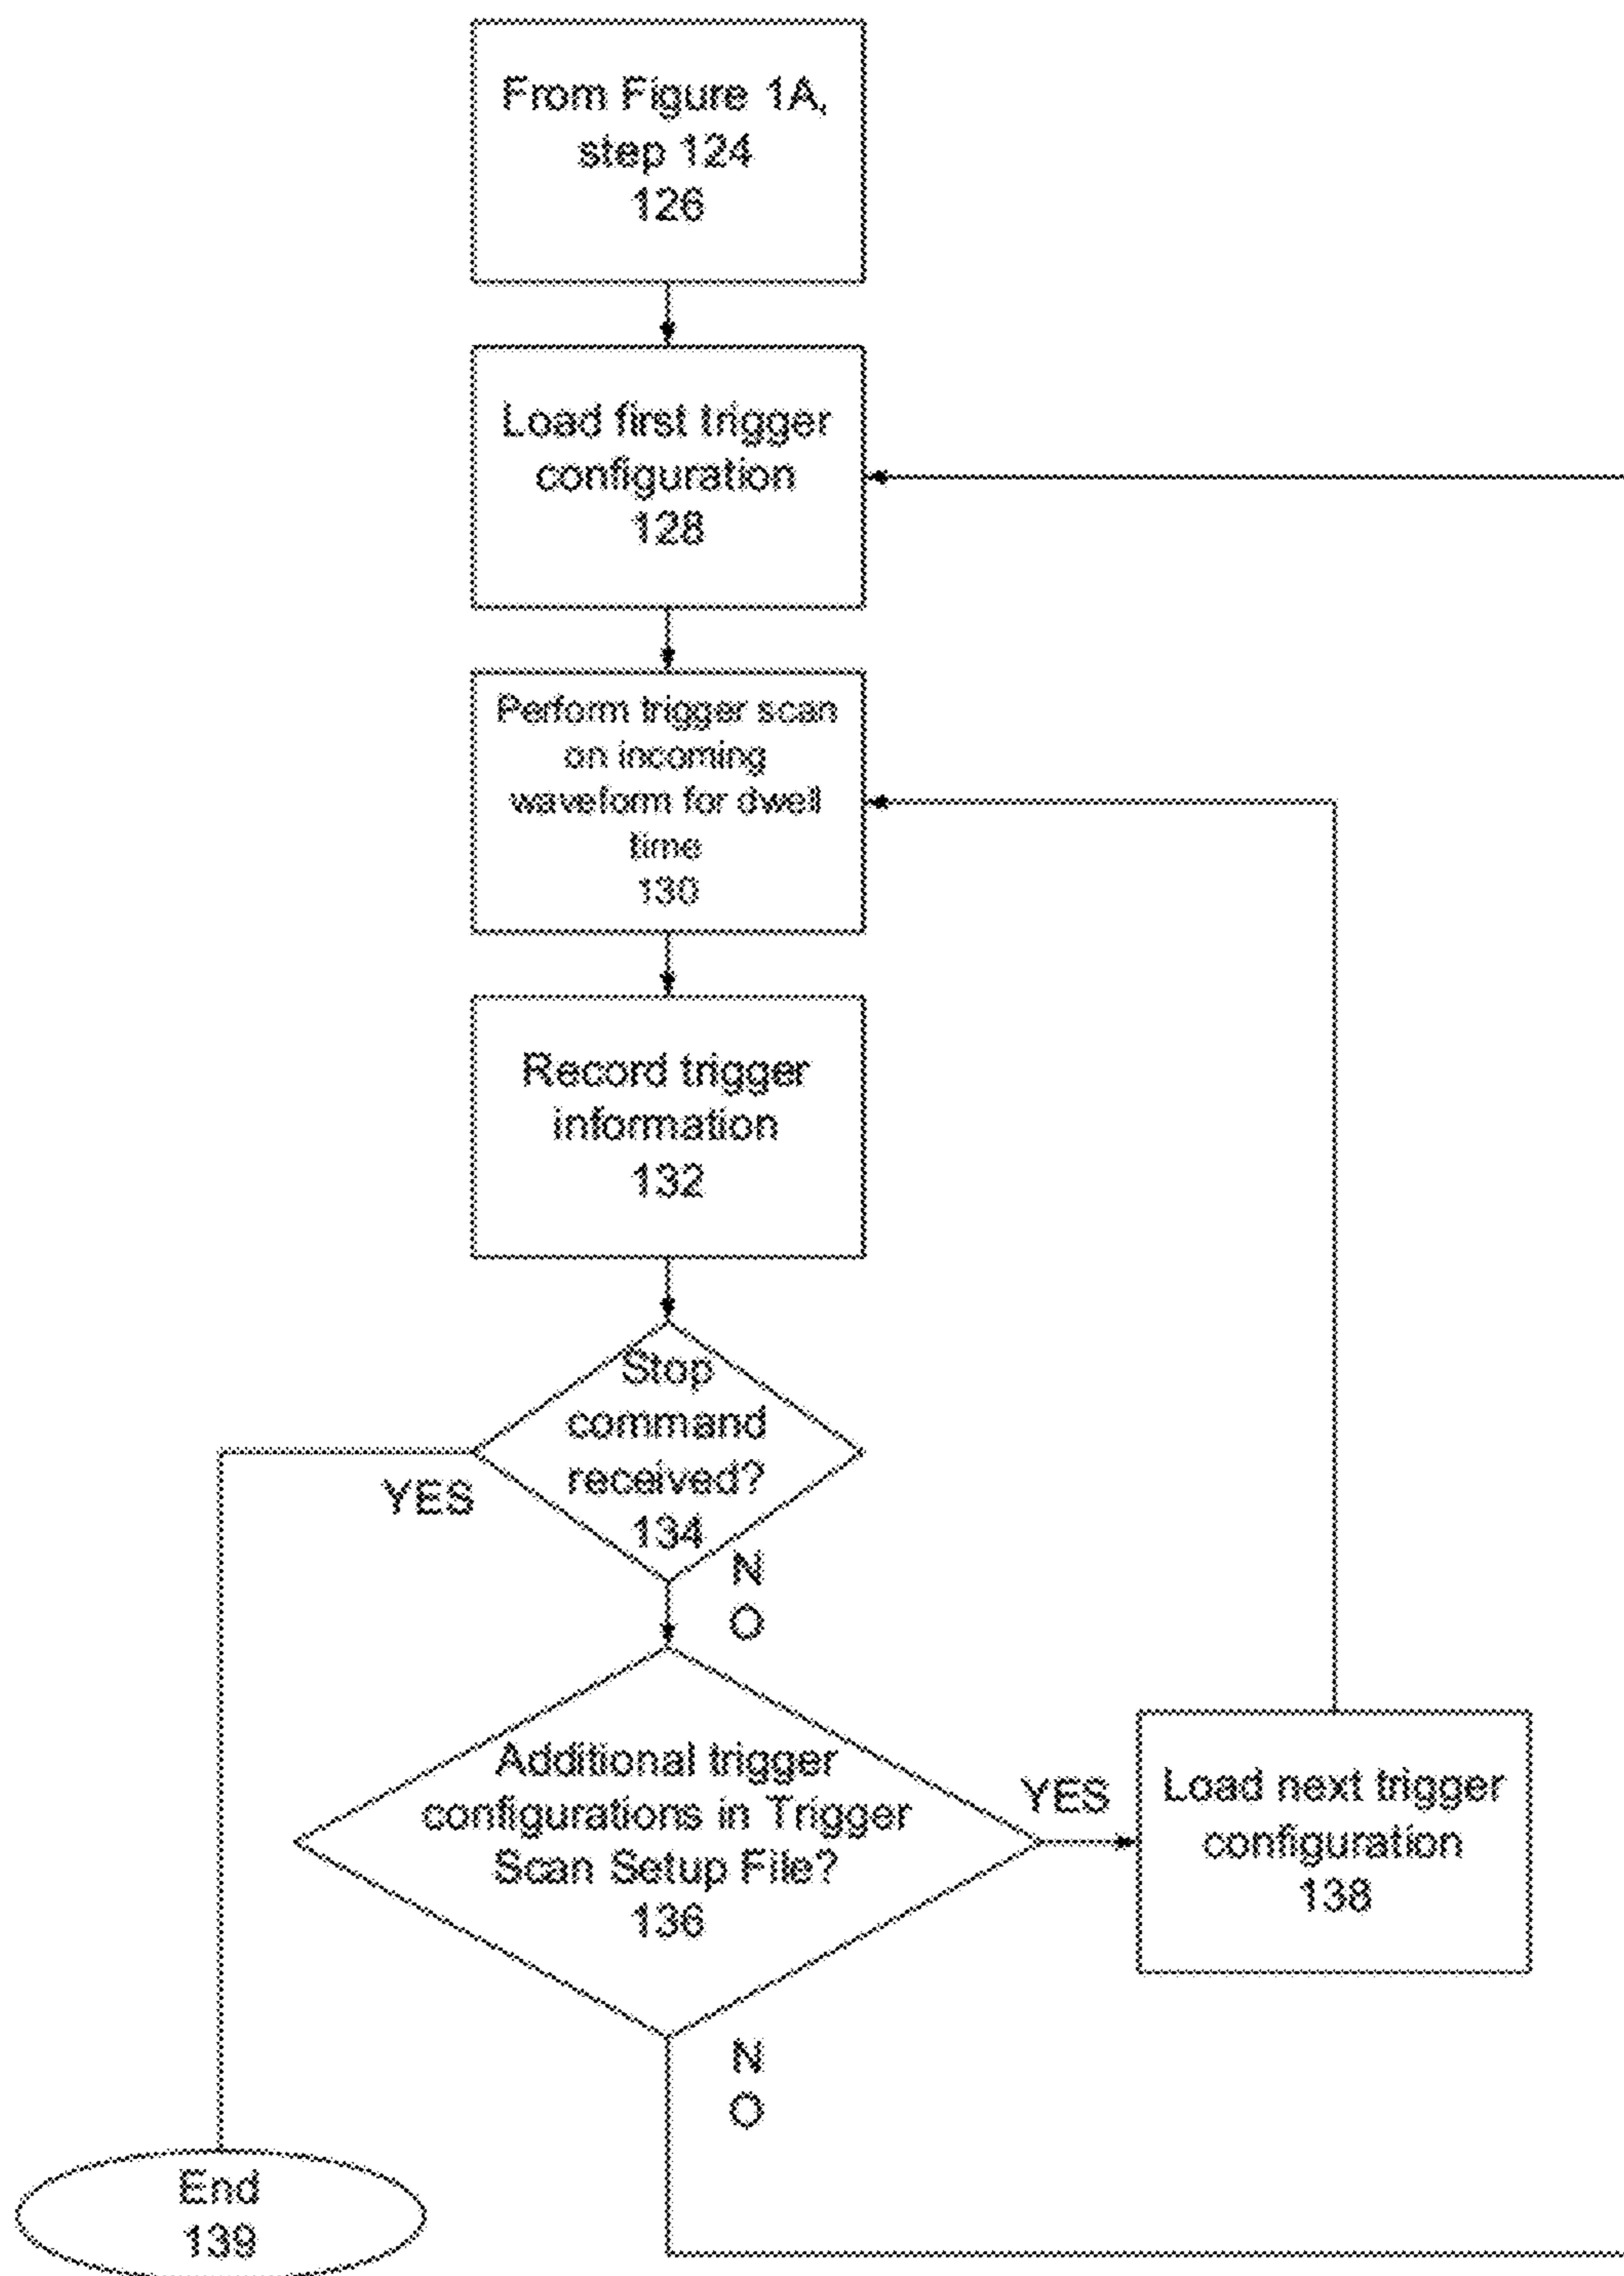 From Figure 1A,
step 124
126
Load first trigger
configuration
128
Perform trigger scan
on incoming
waveform for dwell
time
130
Record trigger
information
132
Stop
command
received?
134
YES
N
O
Additional trigger
configurations in Trigger
Scan Setup File?
136
YES
Load next trigger
configuration
138
N
O
End
139